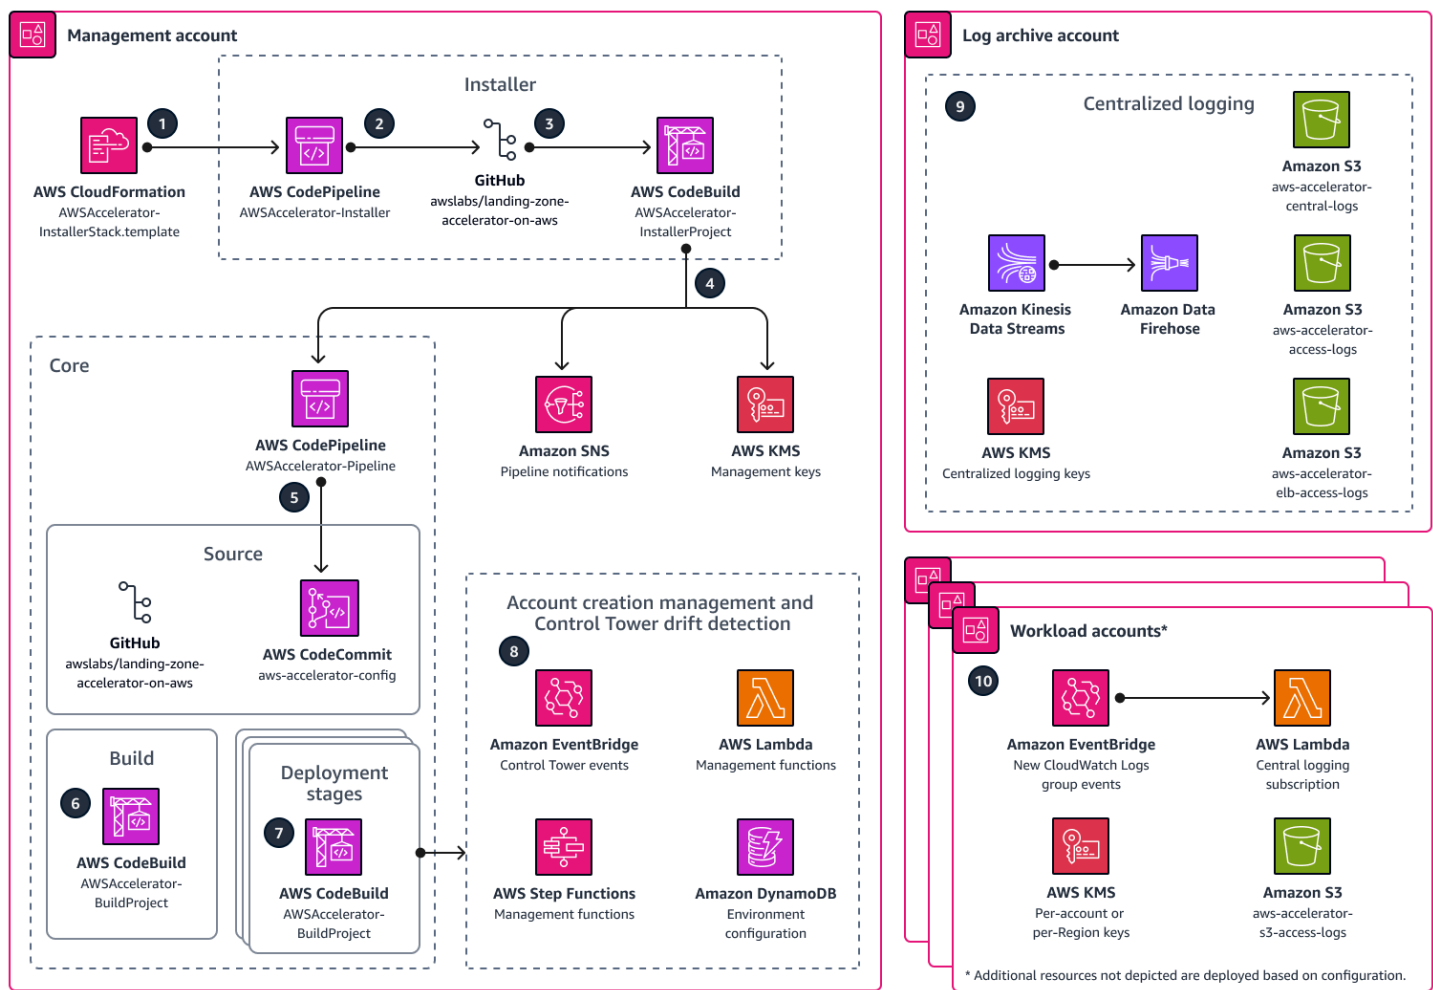 Management account
Installer
1
2
3
AWS CloudFormation
AWSAccelerator-
InstallerStack.template
AWS CodePipeline
AWSAccelerator-Installer
GitHub
awslabs/landing-zone-
accelerator-on-aws
AWS CodeBuild
AWSAccelerator-
InstallerProject
4
Core
AWS CodePipeline
AWSAccelerator-Pipeline
Amazon SNS
Pipeline notifications
AWS KMS
Management keys
5
Source
GitHub
awslabs/landing-zone-
accelerator-on-aws
AWS CodeCommit
aws-accelerator-config
Build
6
AWS CodeBuild
AWSAccelerator-
BuildProject
Deployment
stages
7
AWS CodeBuild
AWSAccelerator-
BuildProject
Account creation management and
Control Tower drift detection
8
Amazon EventBridge
Control Tower events
AWS Lambda
Management functions
AWS Step Functions
Management functions
Amazon DynamoDB
Environment
configuration
Log archive account
9
Centralized logging
Amazon S3
aws-accelerator-
central-logs
Amazon Kinesis
Data Streams
Amazon Data
Firehose
Amazon S3
aws-accelerator-
access-logs
AWS KMS
Centralized logging keys
Amazon S3
aws-accelerator-
elb-access-logs
Workload accounts*
10
Amazon EventBridge
New CloudWatch Logs
group events
AWS Lambda
Central logging
subscription
AWS KMS
Per-account or
per-Region keys
Amazon S3
aws-accelerator-
s3-access-logs
* Additional resources not depicted are deployed based on configuration.